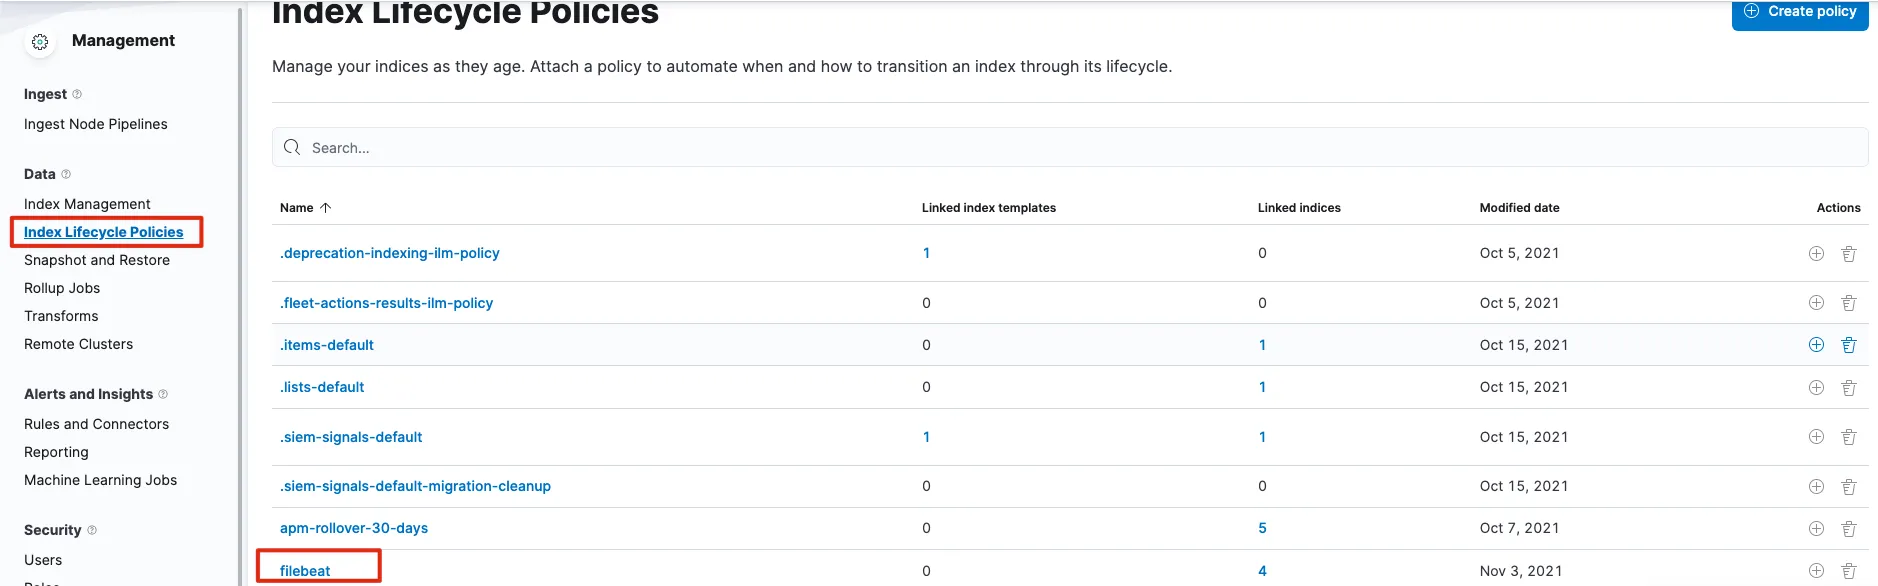 Index Lifecycle Policies
Create policy
Management
Manage your indices as they age. Attach a policy to automate when and how to transition an index through its lifecycle.
Ingest
Ingest Node Pipelines
Data
Index Management
Index Lifecycle Policies
Snapshot and Restore
Rollup Jobs
Transforms
Remote Clusters
Alerts and Insights
Rules and Connectors
Reporting
Machine Learning Jobs
Security
Users
Search...
Name Linked index templates Linked indices Modified date Actions
.deprecation-indexing-ilm-policy 1 0 Oct 5, 2021
.fleet-actions-results-ilm-policy 0 0 Oct 5, 2021
.items-default 0 1 Oct 15, 2021
.lists-default 0 1 Oct 15, 2021
.siem-signals-default 1 1 Oct 15, 2021
.siem-signals-default-migration-cleanup 0 0 Oct 15, 2021
apm-rollover-30-days 0 5 Oct 7, 2021
filebeat 0 4 Nov 3, 2021